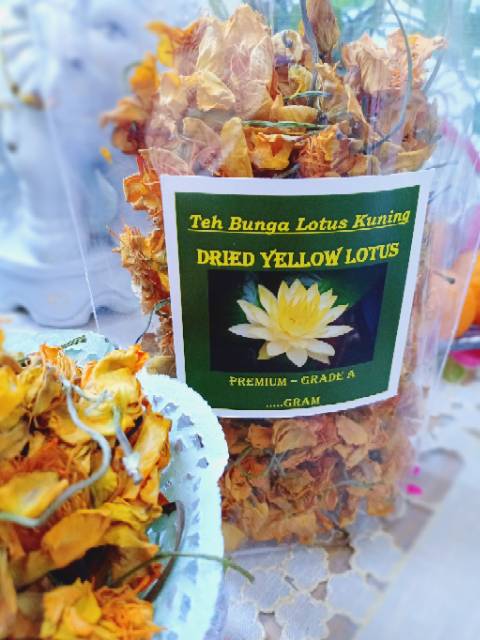 Teh Bunga Lotus Kuning
DRIED YELLOW LOTUS
PREMIUM – GRADE A
.....GRAM